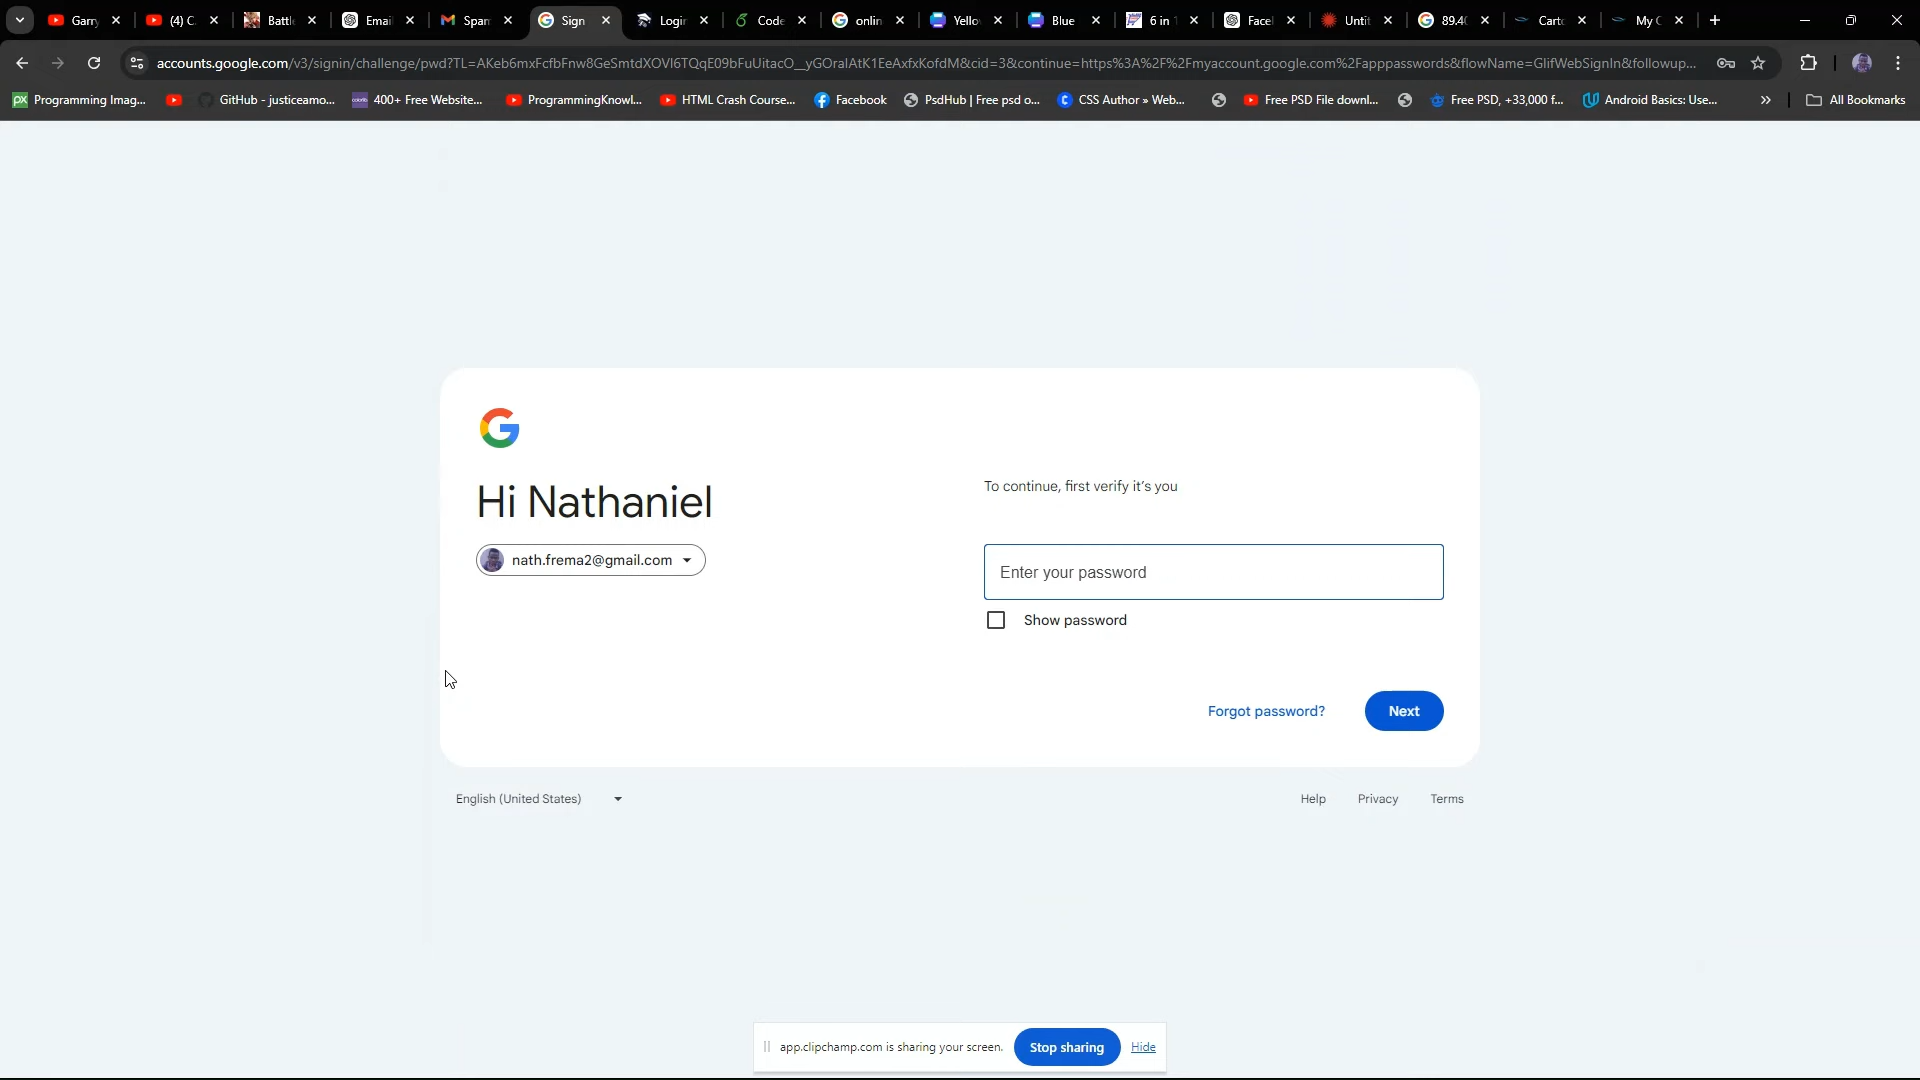 Garry
(4) C
Battle
Email
Spam
Sign
Login
Code
onlin
Yello
Blue
6 in 1
Face
Untit
89.4
Carto
My C
accounts.google.com/v3/signin/challenge/pwd?TL=AKeb6mxFcfbFnw8GeSmtdXOVI6TQqE09bFuUitacO__yGOralAtK1EeAxfxKofdM&cid=3&continue=https%3A%2F%2Fmyaccount.google.com%2Fapppasswords&flowName=GlifWebSignIn&followup...
Programming Imag...
GitHub - justiceamo...
400+ Free Website...
ProgrammingKnowl...
HTML Crash Course...
Facebook
PsdHub | Free psd o...
CSS Author » Web...
Free PSD File downl...
Free PSD, +33,000 f...
Android Basics: Use...
»
All Bookmarks
Hi Nathaniel
nath.frema2@gmail.com
To continue, first verify it's you
Enter your password
Show password
Forgot password?
Next
English (United States)
Help
Privacy
Terms
app.clipchamp.com is sharing your screen.
Stop sharing
Hide